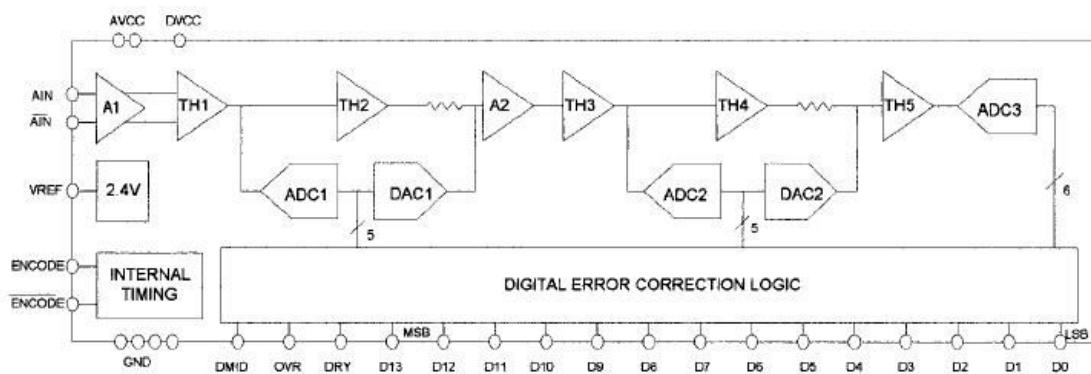 AVCC DVCC
AIN
AIN
A1
TH1
TH2
A2
TH3
TH4
TH5
ADC3
VREF
2.4V
ADC1
DAC1
ADC2
DAC2
5
5
6
ENCODE
ENCODE
INTERNAL
TIMING
DIGITAL ERROR CORRECTION LOGIC
MSB
LSB
GND
DMID OVR DRY D13 D12 D11 D10 D9 D8 D7 D6 D5 D4 D3 D2 D1 D0